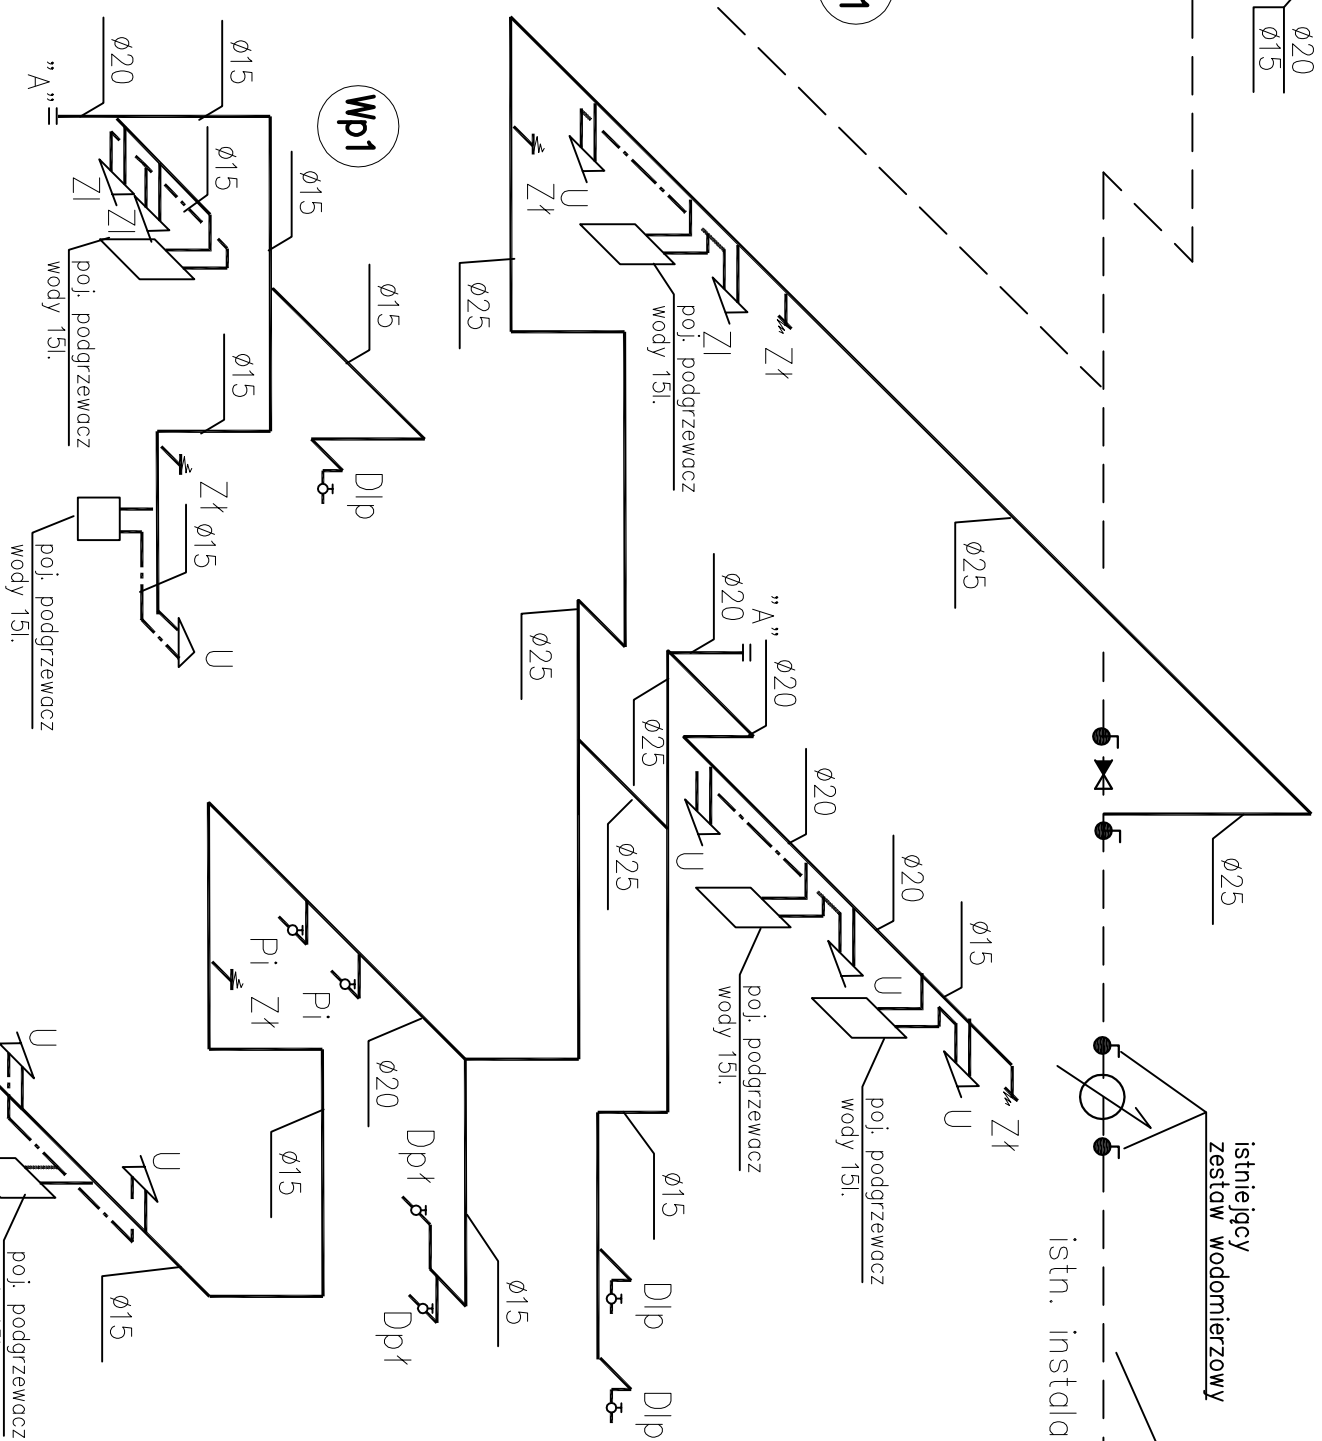 1
ø20
ø15
"A"
ø20
ø15
Wp1
ø15
ø15
Zl
Zl
poj. podgrzewacz
wody 15l.
ø15
ø15
Zł
ø15
Dlp
poj. podgrzewacz
wody 15l.
U
U
Zł
ø25
poj. podgrzewacz
wody 15l.
Zl
Zł
ø25
ø25
"A"
ø20
ø20
ø25
ø25
ø20
U
ø20
ø15
ø25
poj. podgrzewacz
wody 15l.
U
poj. podgrzewacz
wody 15l.
U
Zł
istniejący
zestaw wodomierzowy
istn. instala
Pi
Pi
Zł
ø20
Dpł
Dpł
ø15
ø15
ø15
Dlp
Dlp
U
U
ø15
poj. podgrzewacz